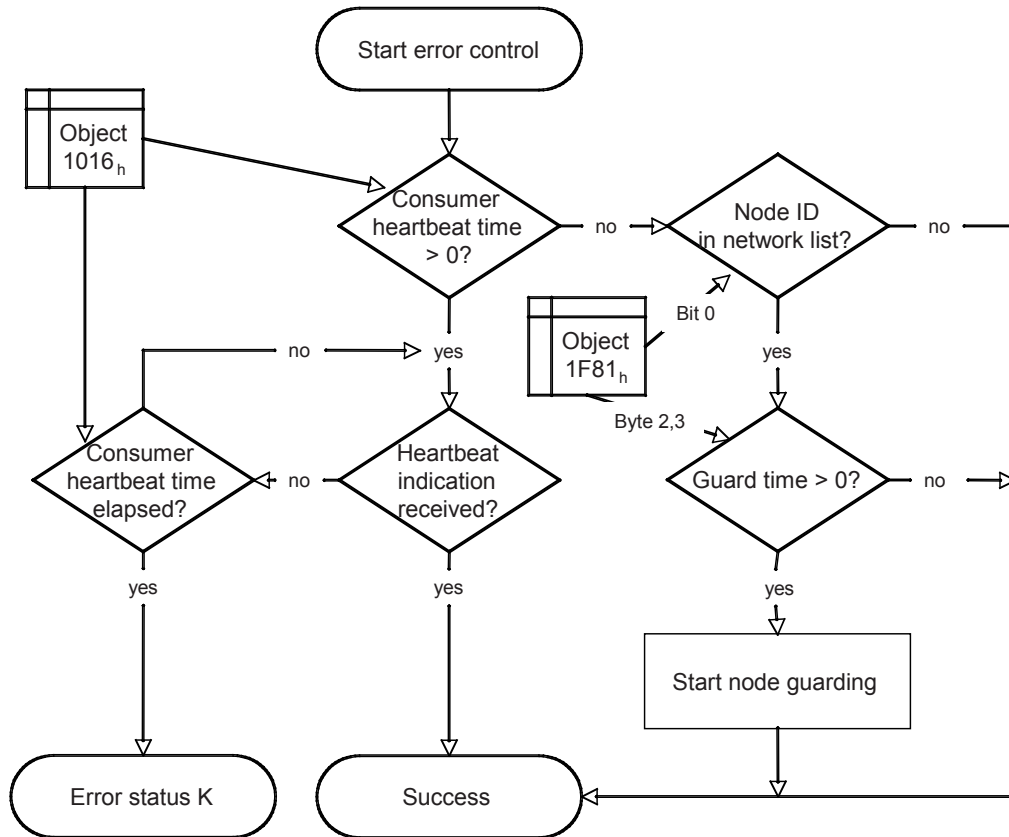 Start error control
Object
1016h
Consumer
heartbeat time
> 0?
no
Node ID
in network list?
no
Bit 0
Object
1F81h
no
yes
yes
Byte 2,3
Consumer
heartbeat time
elapsed?
no
Heartbeat
indication
received?
Guard time > 0?
no
yes
yes
yes
Start node guarding
Error status K
Success